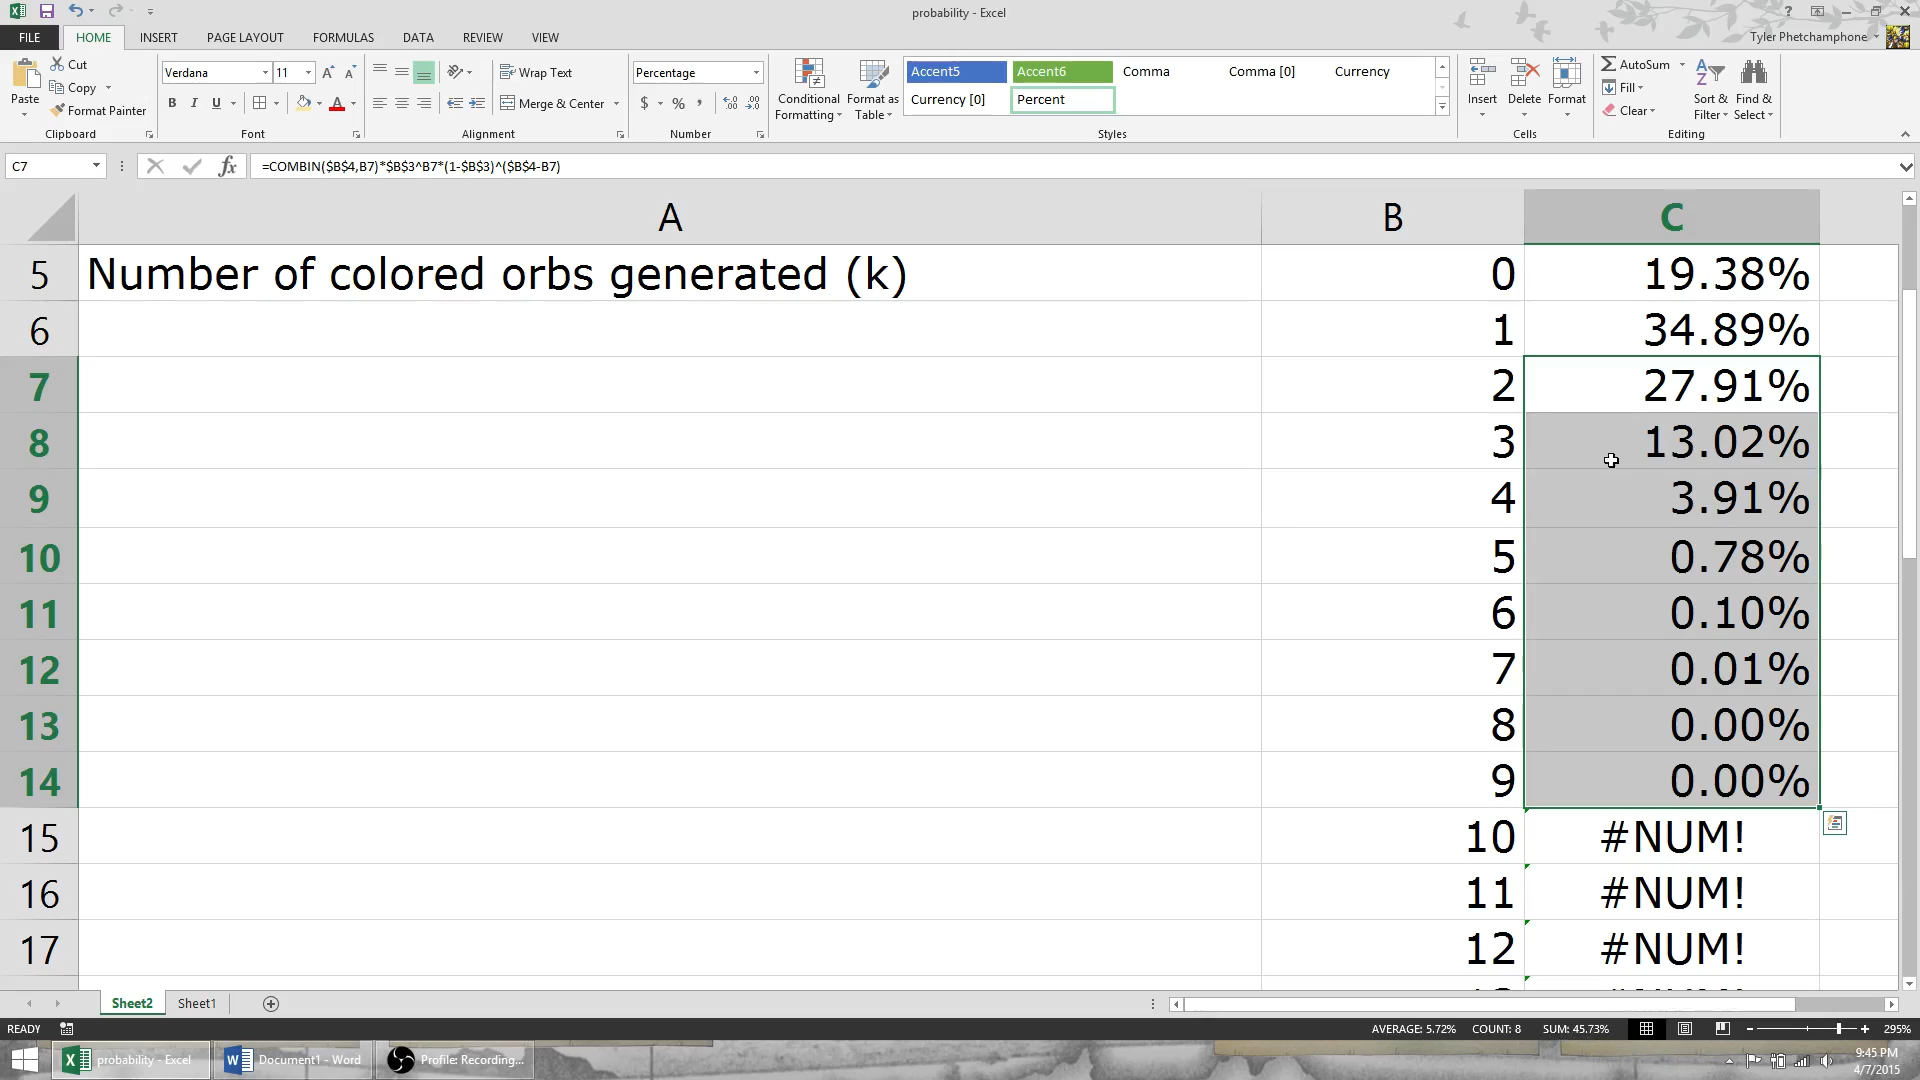 probability - Excel
FILE HOME INSERT PAGE LAYOUT FORMULAS DATA REVIEW VIEW
Tyler Phetchamphone
Paste
Cut
Copy
Format Painter
Clipboard
Verdana 11
B I U A
Font
Wrap Text
Merge & Center
Alignment
Percentage
$ % ,
Number
Conditional Formatting
Format as Table
Accent5 Accent6 Comma Comma [0] Currency
Currency [0] Percent
Styles
Insert Delete Format
Cells
AutoSum
Fill
Clear
Sort & Filter
Find & Select
Editing
C7
fx =COMBIN($B$4,B7)*$B$3^B7*(1-$B$3)^($B$4-B7)
A B C
5 Number of colored orbs generated (k) 0 19.38%
6 1 34.89%
7 2 27.91%
8 3 13.02%
9 4 3.91%
10 5 0.78%
11 6 0.10%
12 7 0.01%
13 8 0.00%
14 9 0.00%
15 10 #NUM!
16 11 #NUM!
17 12 #NUM!
Sheet2 Sheet1
READY AVERAGE: 5.72% COUNT: 8 SUM: 45.73% 295%
probability - Excel Document1 - Word Profile: Recording...
9:45 PM
4/7/2015